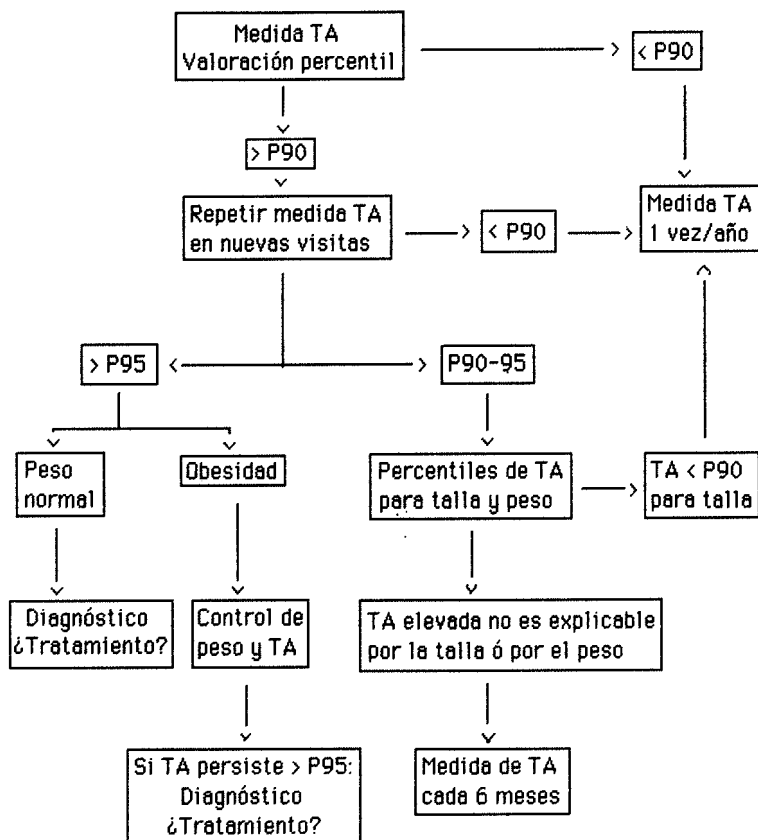 Medida TA
Valoración percentil
< P90
> P90
Repetir medida TA
en nuevas visitas
< P90
Medida TA
1 vez/año
> P95
P90-95
Peso
normal
Obesidad
Percentiles de TA
para talla y peso
TA < P90
para talla
Diagnóstico
¿Tratamiento?
Control de
peso y TA
TA elevada no es explicable
por la talla ó por el peso
Si TA persiste > P95:
Diagnóstico
¿Tratamiento?
Medida de TA
cada 6 meses